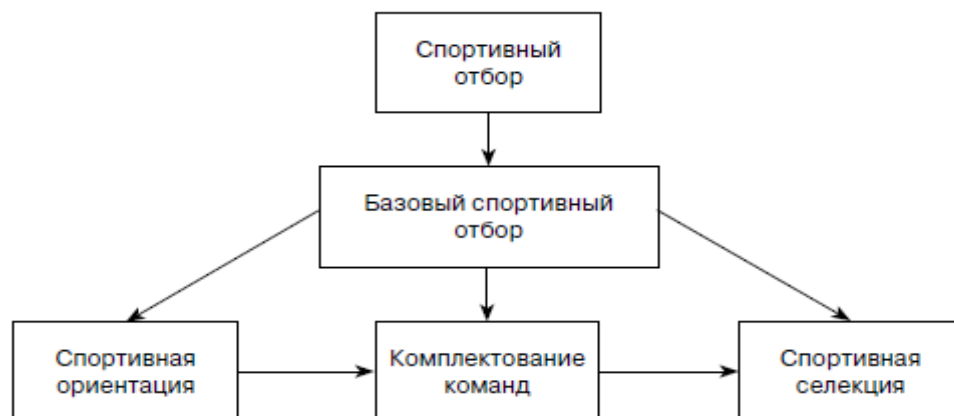 Спортивный
отбор
Базовый спортивный
отбор
Спортивная
ориентация
Комплектование
команд
Спортивная
селекция